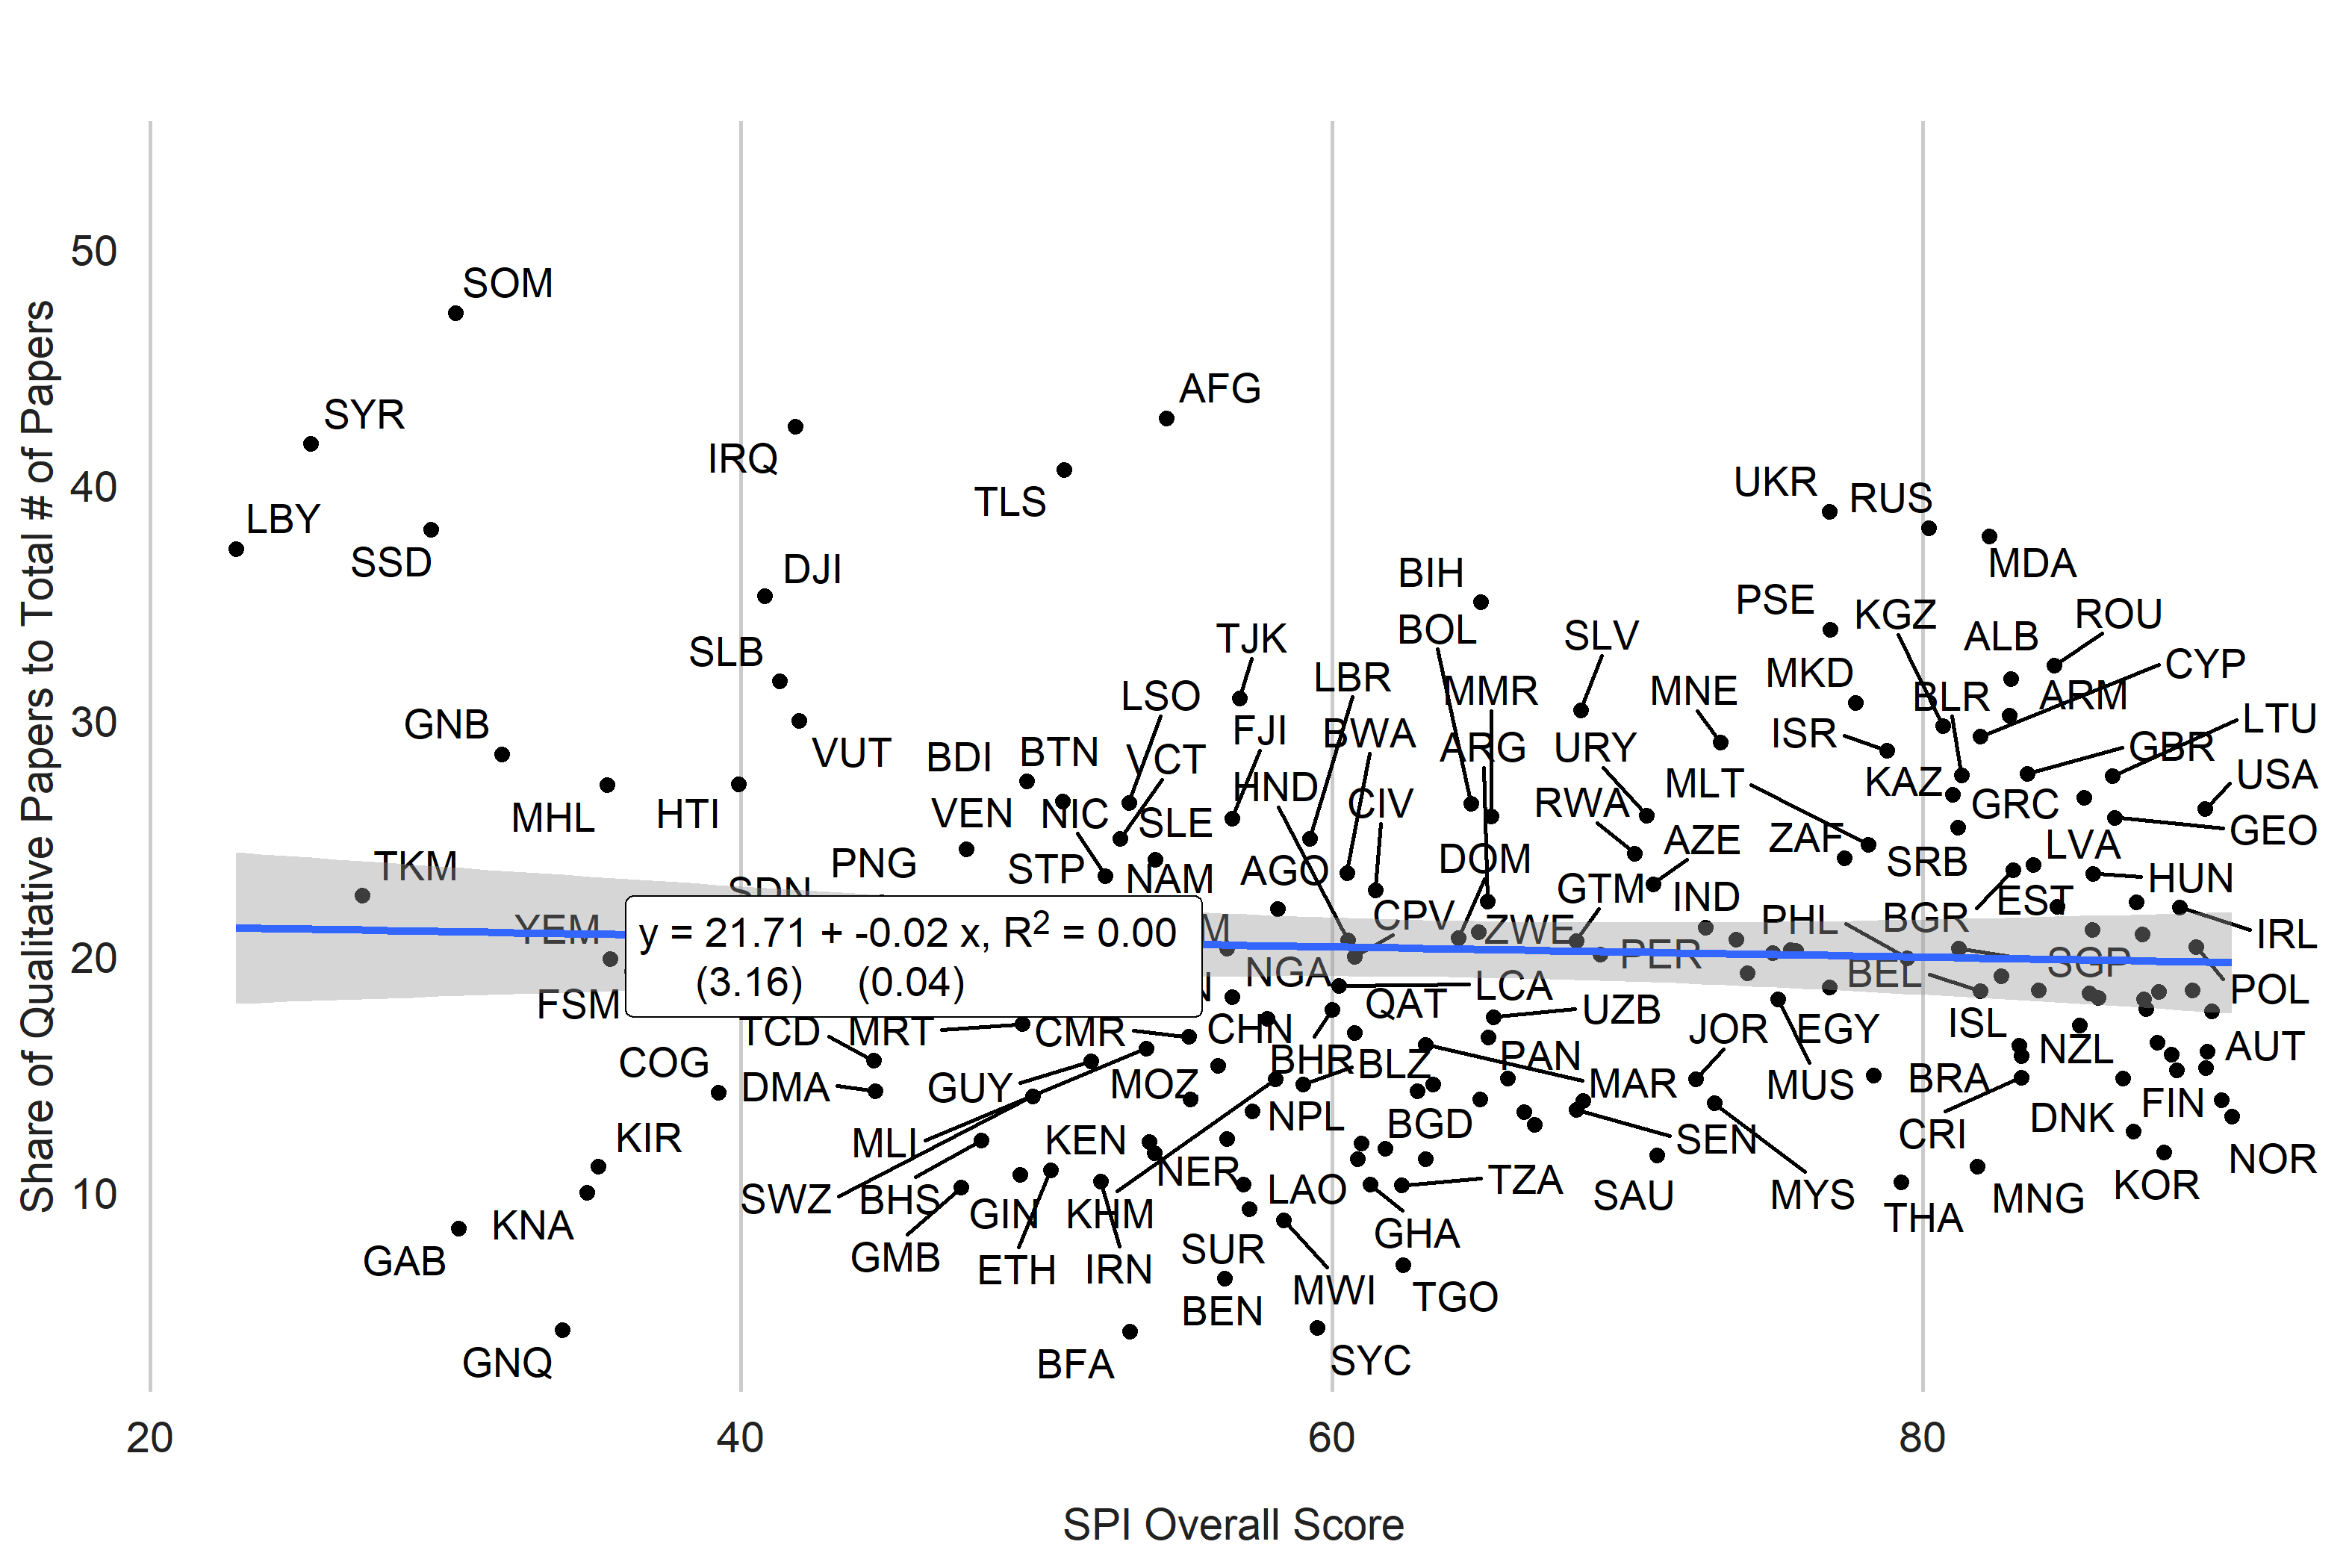 Share of Qualitative Papers to Total # of Papers
50
40
30
20
10
SOM
AFG
SYR
IRQ
TLS
UKR
RUS
LBY
SSD
MDA
DJI
BIH
PSE
KGZ
ROU
BOL
SLV
ALB
TJK
SLB
CYP
MKD
LBR
MMR
MNE
BLR
ARM
LSO
GNB
VUT
FJI
BWA
ARG
URY
ISR
LTU
GBR
BDI
BTN
VCT
USA
MLT
KAZ
HND
CIV
RWA
GRC
MHL
HTI
VEN
NIC
SLE
GEO
AZE
ZAF
LVA
TKM
PNG
STP
NAM
AGO
DOM
SRB
HUN
SDN
GTM
IND
EST
YEM
CPV
ZWE
PHL
BGR
IRL
y = 21.71 + -0.02 x, R² = 0.00
(3.16) (0.04)
NGA
PER
BEL
SGP
POL
FSM
LCA
QAT
UZB
TCD
MRT
CMR
CHN
JOR
EGY
ISL
NZL
AUT
COG
DMA
GUY
MOZ
BHR
BLZ
PAN
MAR
MUS
BRA
KIR
MLI
KEN
NPL
BGD
SEN
CRI
DNK
FIN
NOR
SWZ
BHS
NER
LAO
TZA
SAU
MYS
KOR
KNA
GIN
KHM
THA
MNG
GAB
GMB
ETH
IRN
SUR
GHA
BEN
MWI
TGO
GNQ
BFA
SYC
20
40
60
80
SPI Overall Score